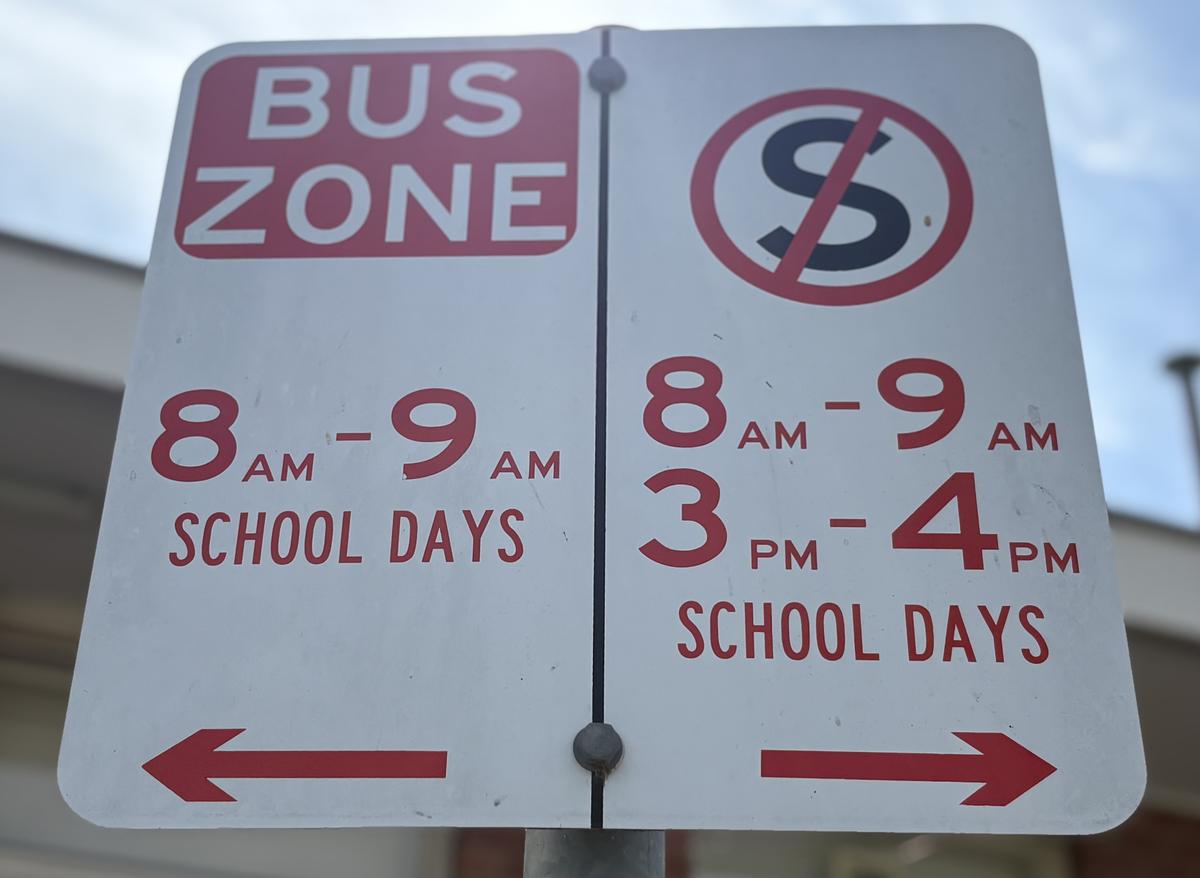 BUS
ZONE
8AM - 9AM
SCHOOL DAYS
S
8AM - 9AM
3PM - 4PM
SCHOOL DAYS